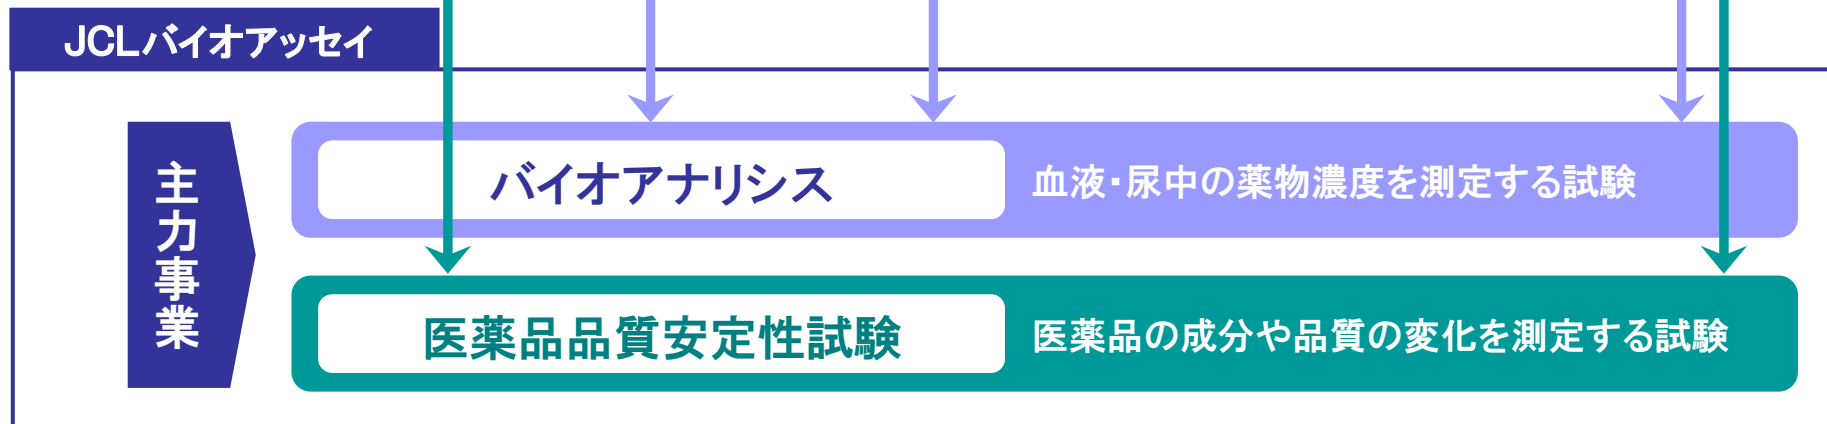 JCLバイオアッセイ
主力事業
バイオアナリシス
血液・尿中の薬物濃度を測定する試験
医薬品品質安定性試験
医薬品の成分や品質の変化を測定する試験